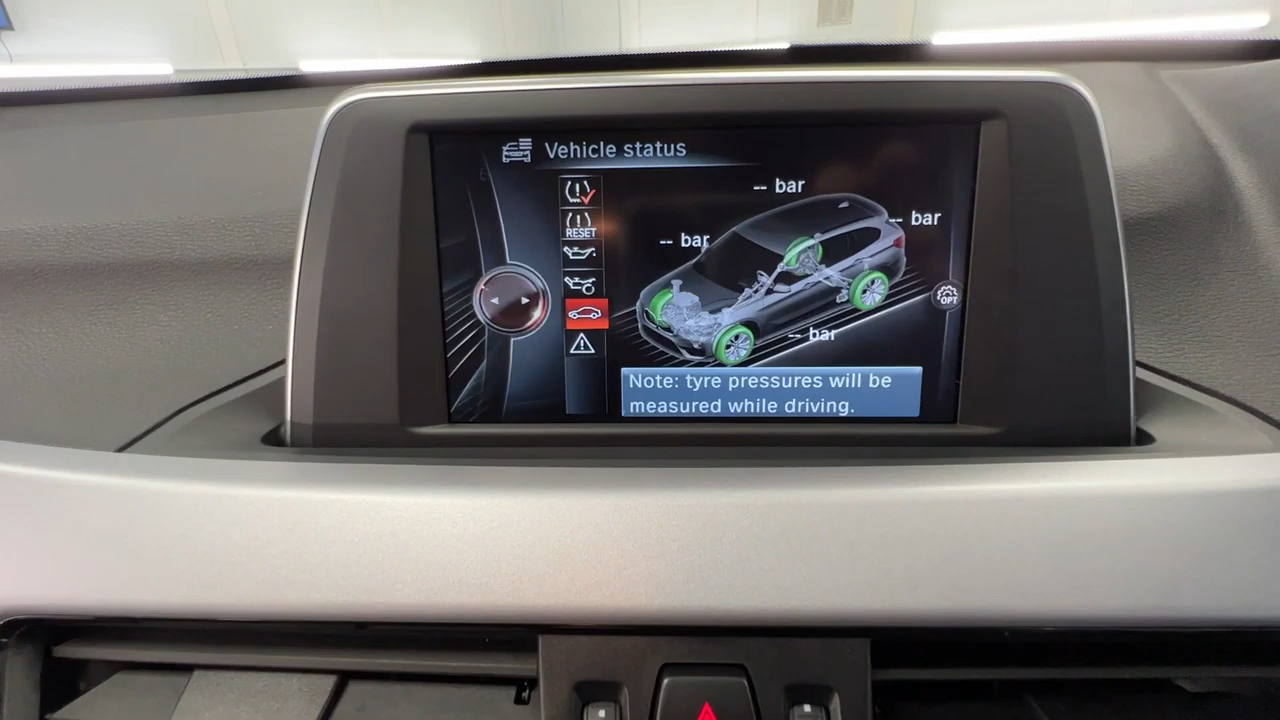 Vehicle status
-- bar
-- bar
-- bar
RESET
OPT
-- bar
Note: tyre pressures will be
measured while driving.